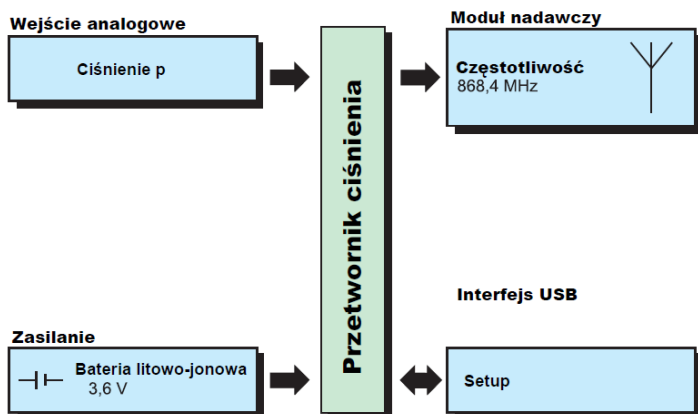 Wejście analogowe
Ciśnienie p
Przetwornik ciśnienia
Moduł nadawczy
Częstotliwość
868,4 MHz
Interfejs USB
Zasilanie
Bateria litowo-jonowa
3,6 V
Setup